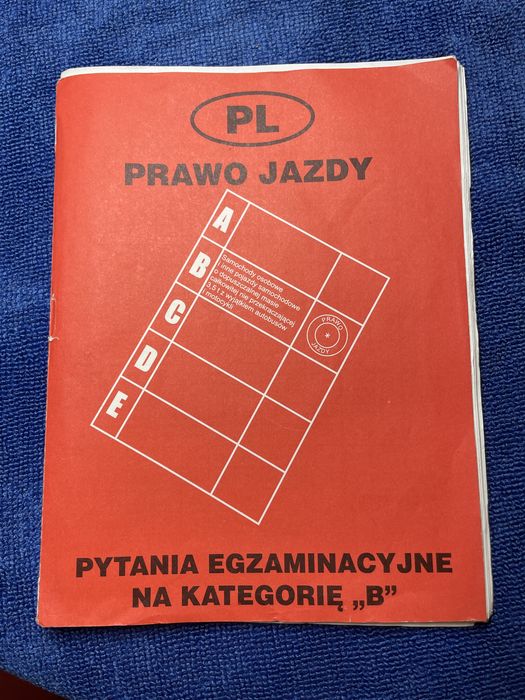 PL
PRAWO JAZDY
A
B
Samochody osobowe
i inne pojazdy samochodowe
o dopuszczalnej masie
całkowitej nie przekraczającej
3,5 t z wyjątkiem autobusów
i motocykli
PRAWO
JAZDY
C
D
E
PYTANIA EGZAMINACYJNE
NA KATEGORIĘ „B”